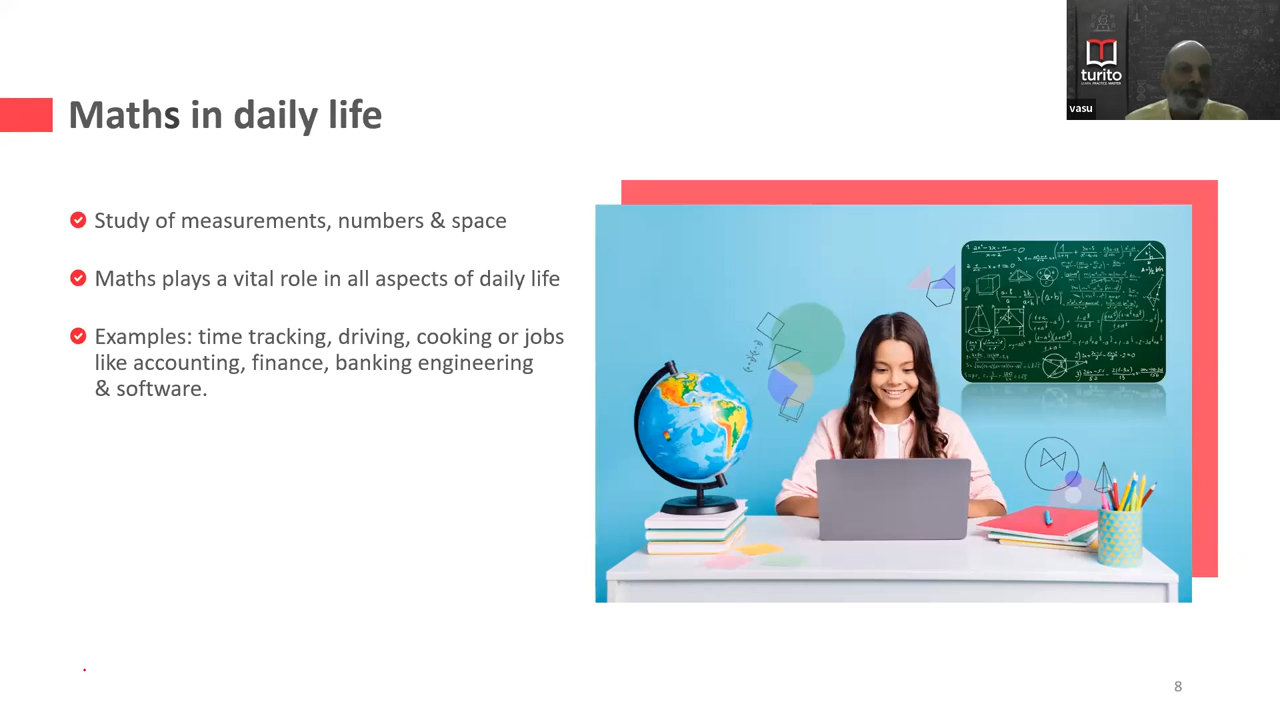 turito
vasu
Maths in daily life
Study of measurements, numbers & space
Maths plays a vital role in all aspects of daily life
Examples: time tracking, driving, cooking or jobs
like accounting, finance, banking engineering
& software.
8